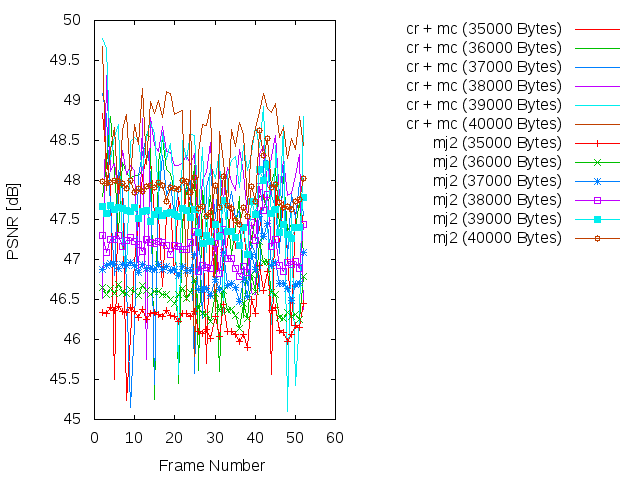 50
49.5
49
48.5
48
47.5
47
46.5
46
45.5
45
0 10 20 30 40 50 60
PSNR [dB]
Frame Number
cr + mc (35000 Bytes)
cr + mc (36000 Bytes)
cr + mc (37000 Bytes)
cr + mc (38000 Bytes)
cr + mc (39000 Bytes)
cr + mc (40000 Bytes)
mj2 (35000 Bytes)
mj2 (36000 Bytes)
mj2 (37000 Bytes)
mj2 (38000 Bytes)
mj2 (39000 Bytes)
mj2 (40000 Bytes)